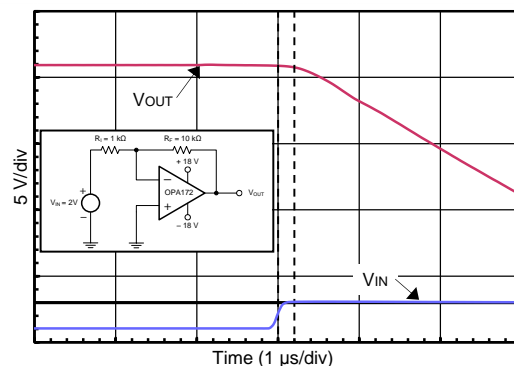 5 V/div
VOUT
RI = 1 kΩ
RF = 10 kΩ
+ 18 V
−
OPA172
+
VOUT
+
VIN = 2V
−
− 18 V
VIN
Time (1 µs/div)